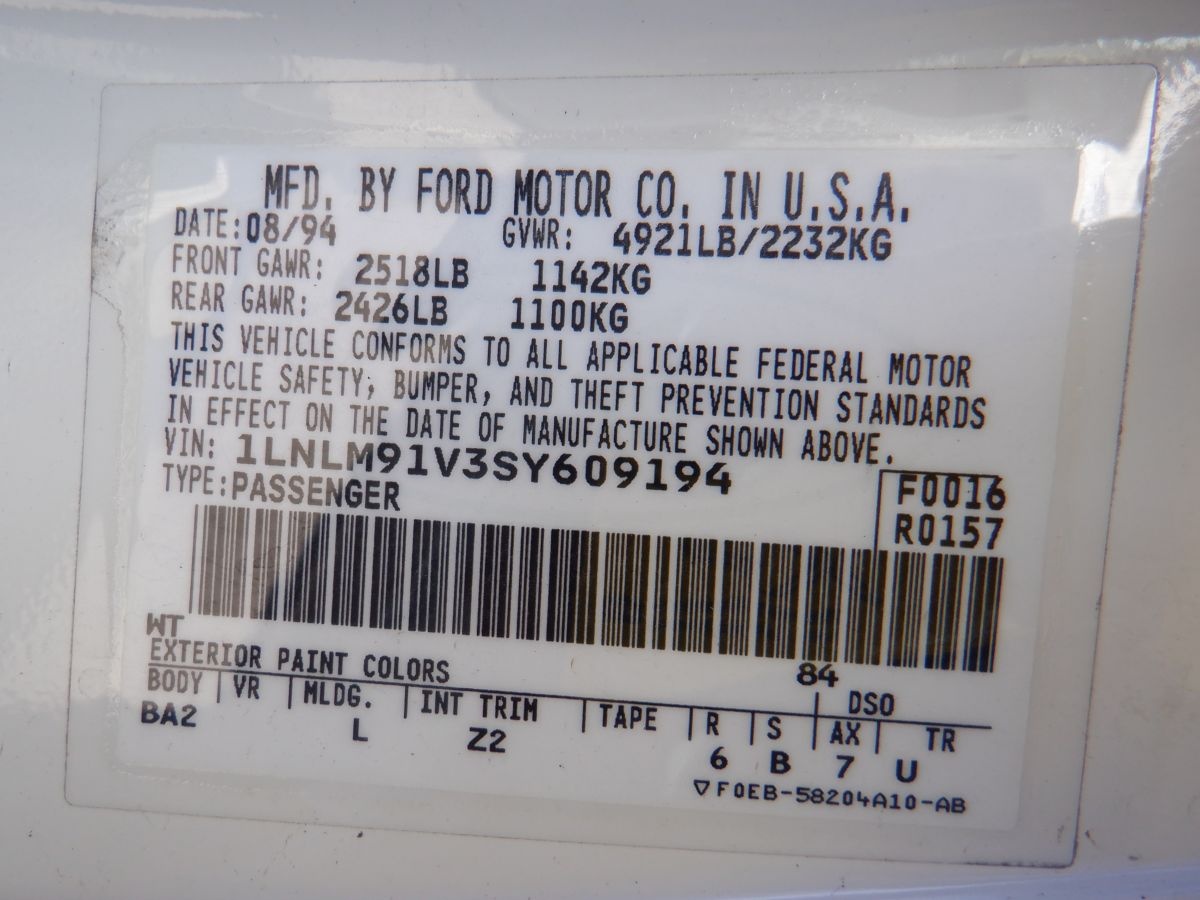 MFD. BY FORD MOTOR CO. IN U.S.A.
DATE: 08/94 GVWR: 4921LB/2232KG
FRONT GAWR: 2518LB 1142KG
REAR GAWR: 2426LB 1100KG
THIS VEHICLE CONFORMS TO ALL APPLICABLE FEDERAL MOTOR
VEHICLE SAFETY, BUMPER, AND THEFT PREVENTION STANDARDS
IN EFFECT ON THE DATE OF MANUFACTURE SHOWN ABOVE.
VIN: 1LNLM91V3SY609194
TYPE: PASSENGER
F0016
R0157
WT
EXTERIOR PAINT COLORS 84 DSO
BODY VR MLDG. INT TRIM TAPE R S AX TR
BA2 L Z2 6 B 7 U
▽F0EB-58204A10-AB